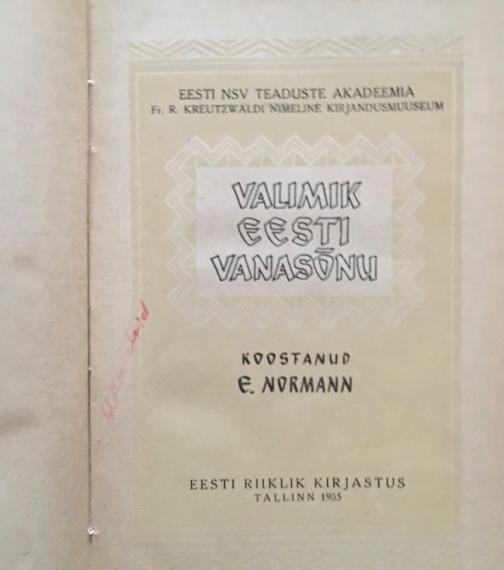 EESTI NSV TEADUSTE AKADEEMIA
Fr. R. KREUTZWALDI NIMELINE KIRJANDUSMUUSEUM
VALIMIK
EESTI
VANASÕNU
KOOSTANUD
E. NORMANN
EESTI RIIKLIK KIRJASTUS
TALLINN 1955